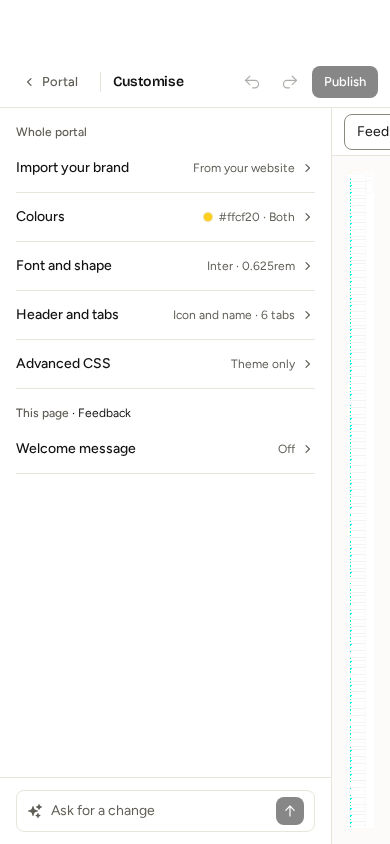 Portal
Customise
Publish
Whole portal
Import your brand
From your website
Colours
#ffcf20 · Both
Font and shape
Inter · 0.625rem
Header and tabs
Icon and name · 6 tabs
Advanced CSS
Theme only
This page · Feedback
Welcome message
Off
Ask for a change
Feed